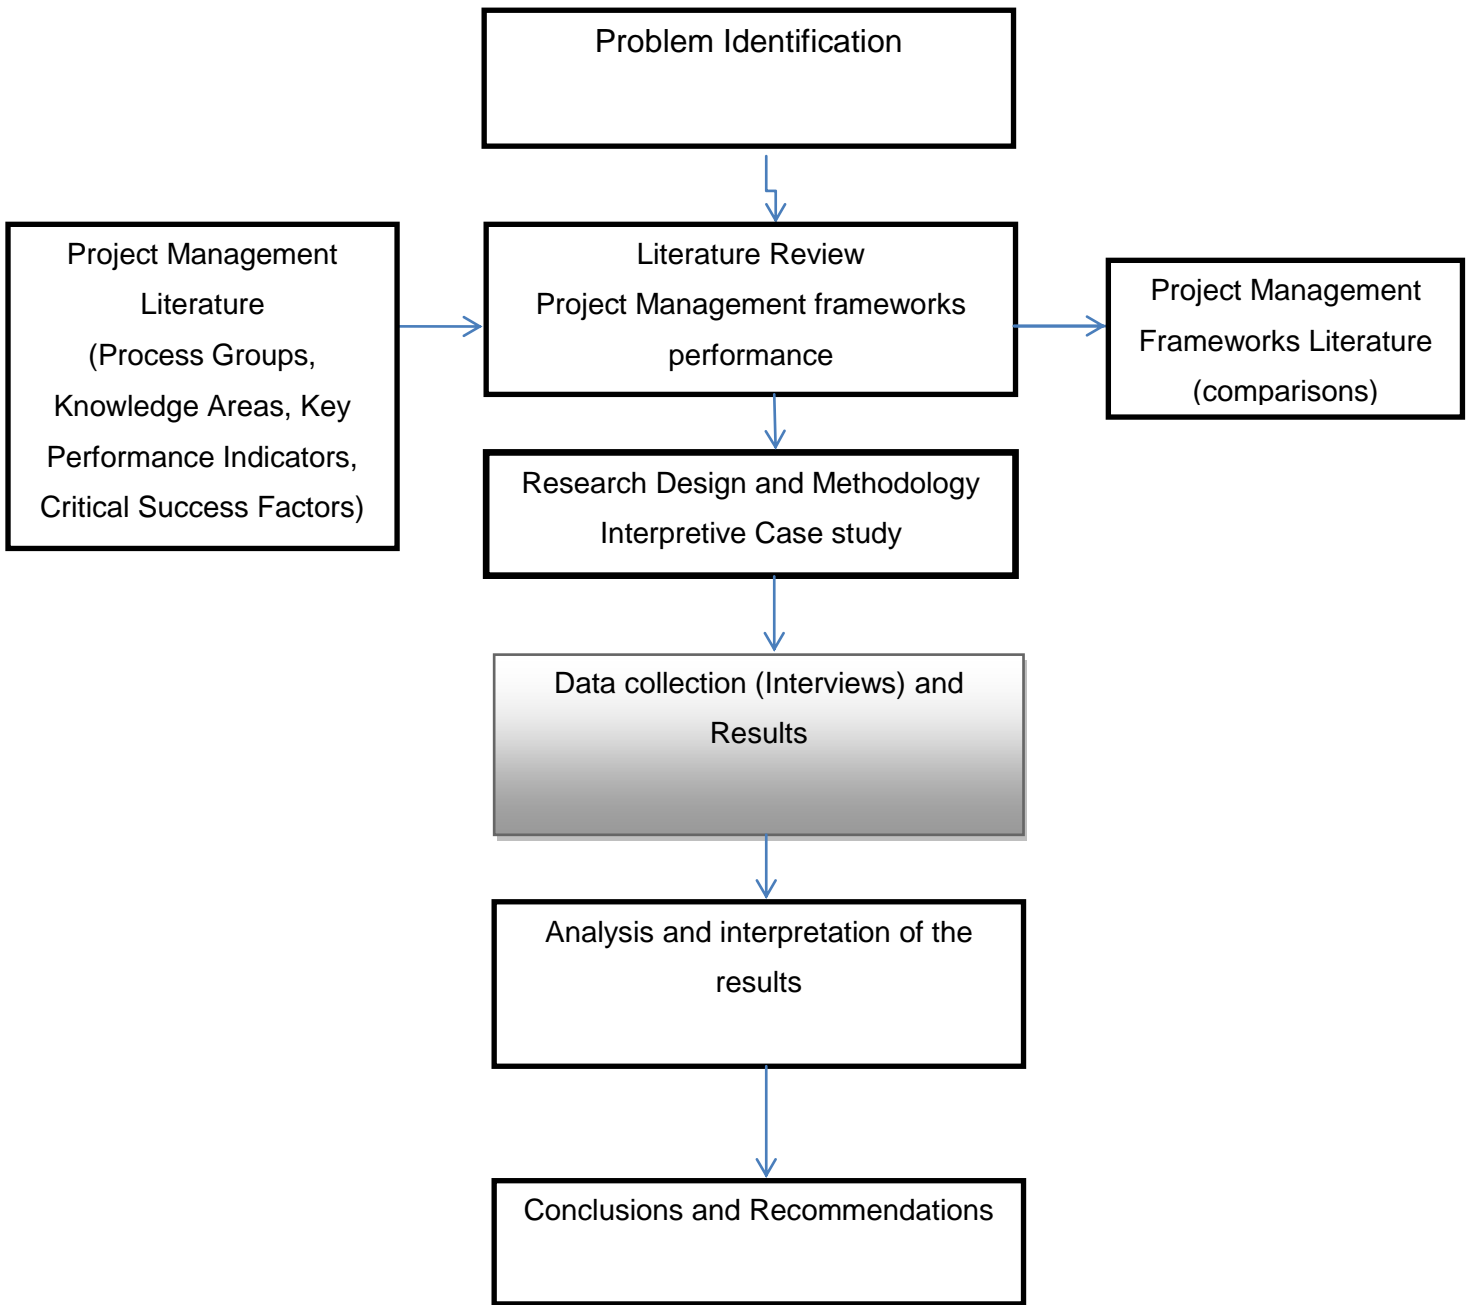 Problem Identification
Project Management
Literature
(Process Groups,
Knowledge Areas, Key
Performance Indicators,
Critical Success Factors)
Literature Review
Project Management frameworks
performance
Project Management
Frameworks Literature
(comparisons)
Research Design and Methodology
Interpretive Case study
Data collection (Interviews) and
Results
Analysis and interpretation of the
results
Conclusions and Recommendations